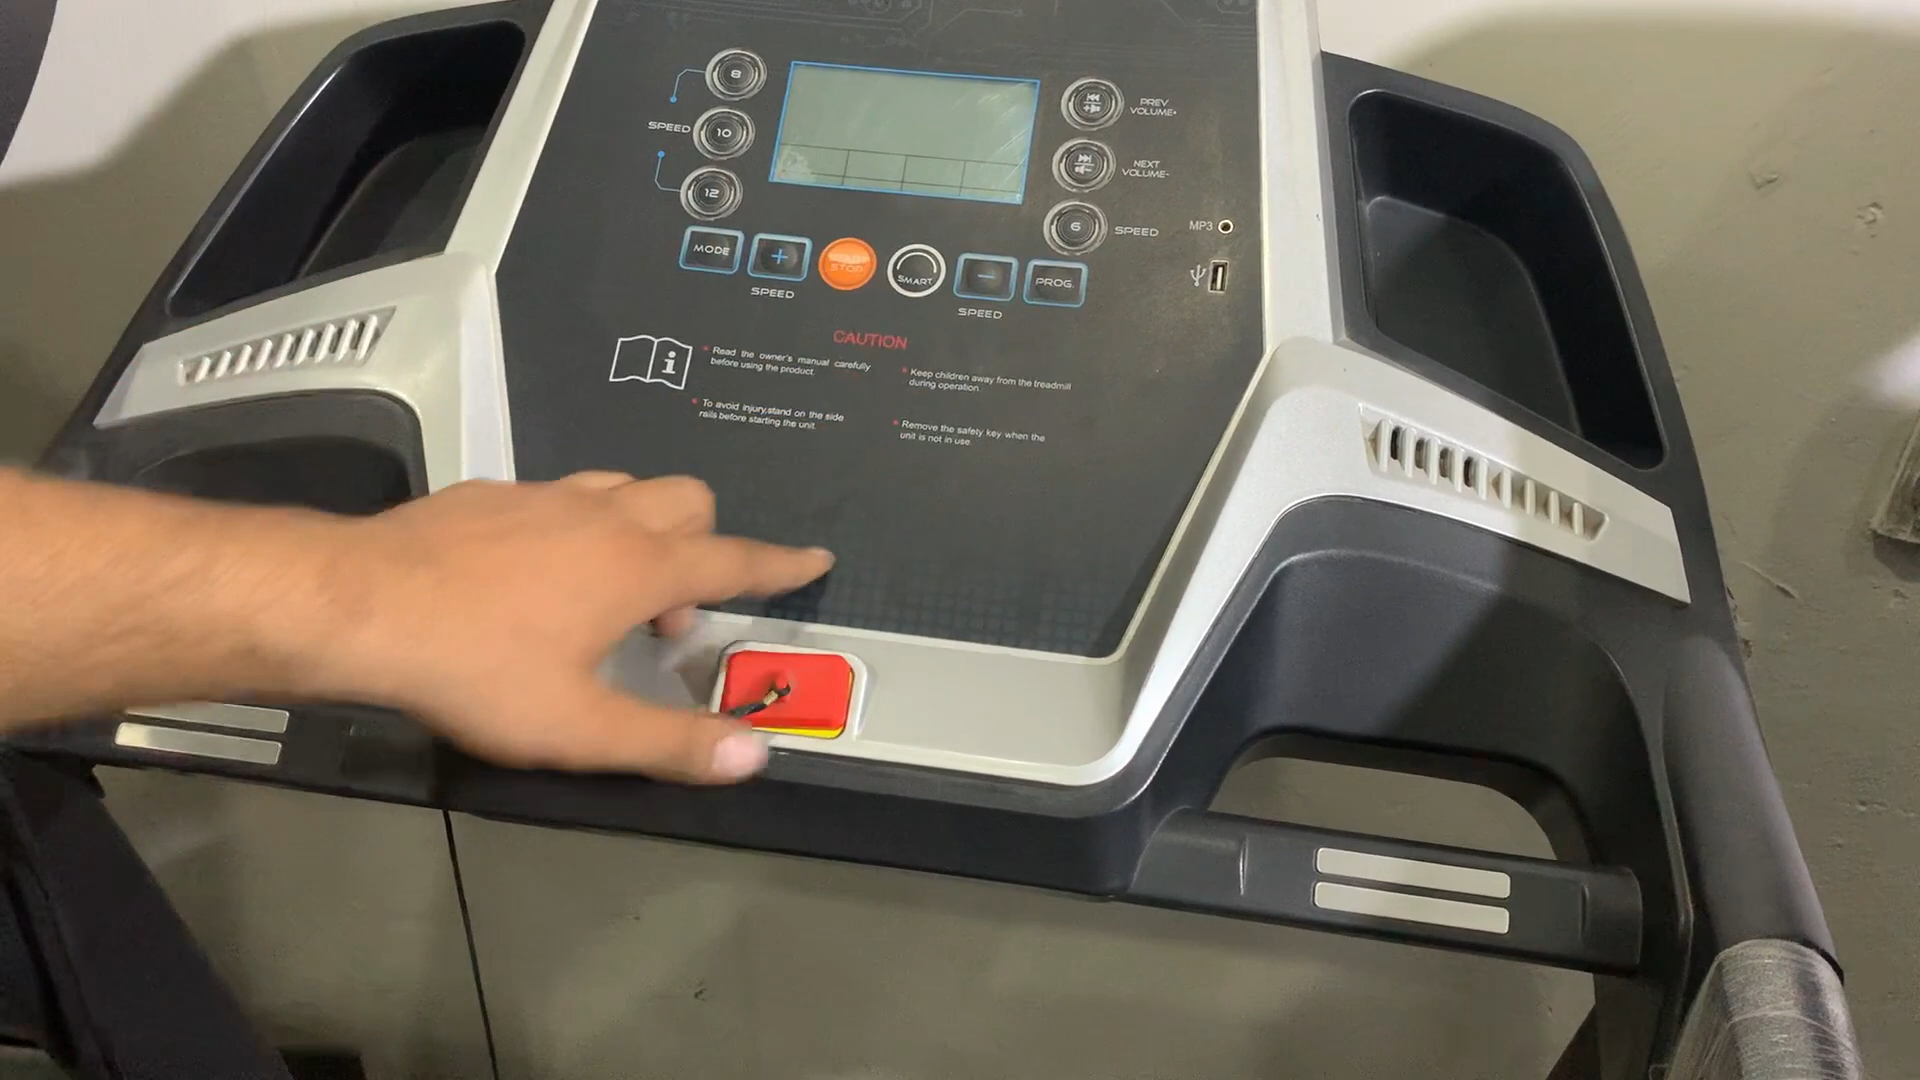 8
PREV
VOLUME+
SPEED
10
NEXT
VOLUME-
12
6
SPEED
MP3
MODE
+
STOP
SMART
-
PROG.
SPEED
SPEED
CAUTION
i
* Read the owner's manual carefully
before using the product.
* Keep children away from the treadmill
during operation.
* To avoid injury,stand on the side
rails before starting the unit.
* Remove the safety key when the
unit is not in use.